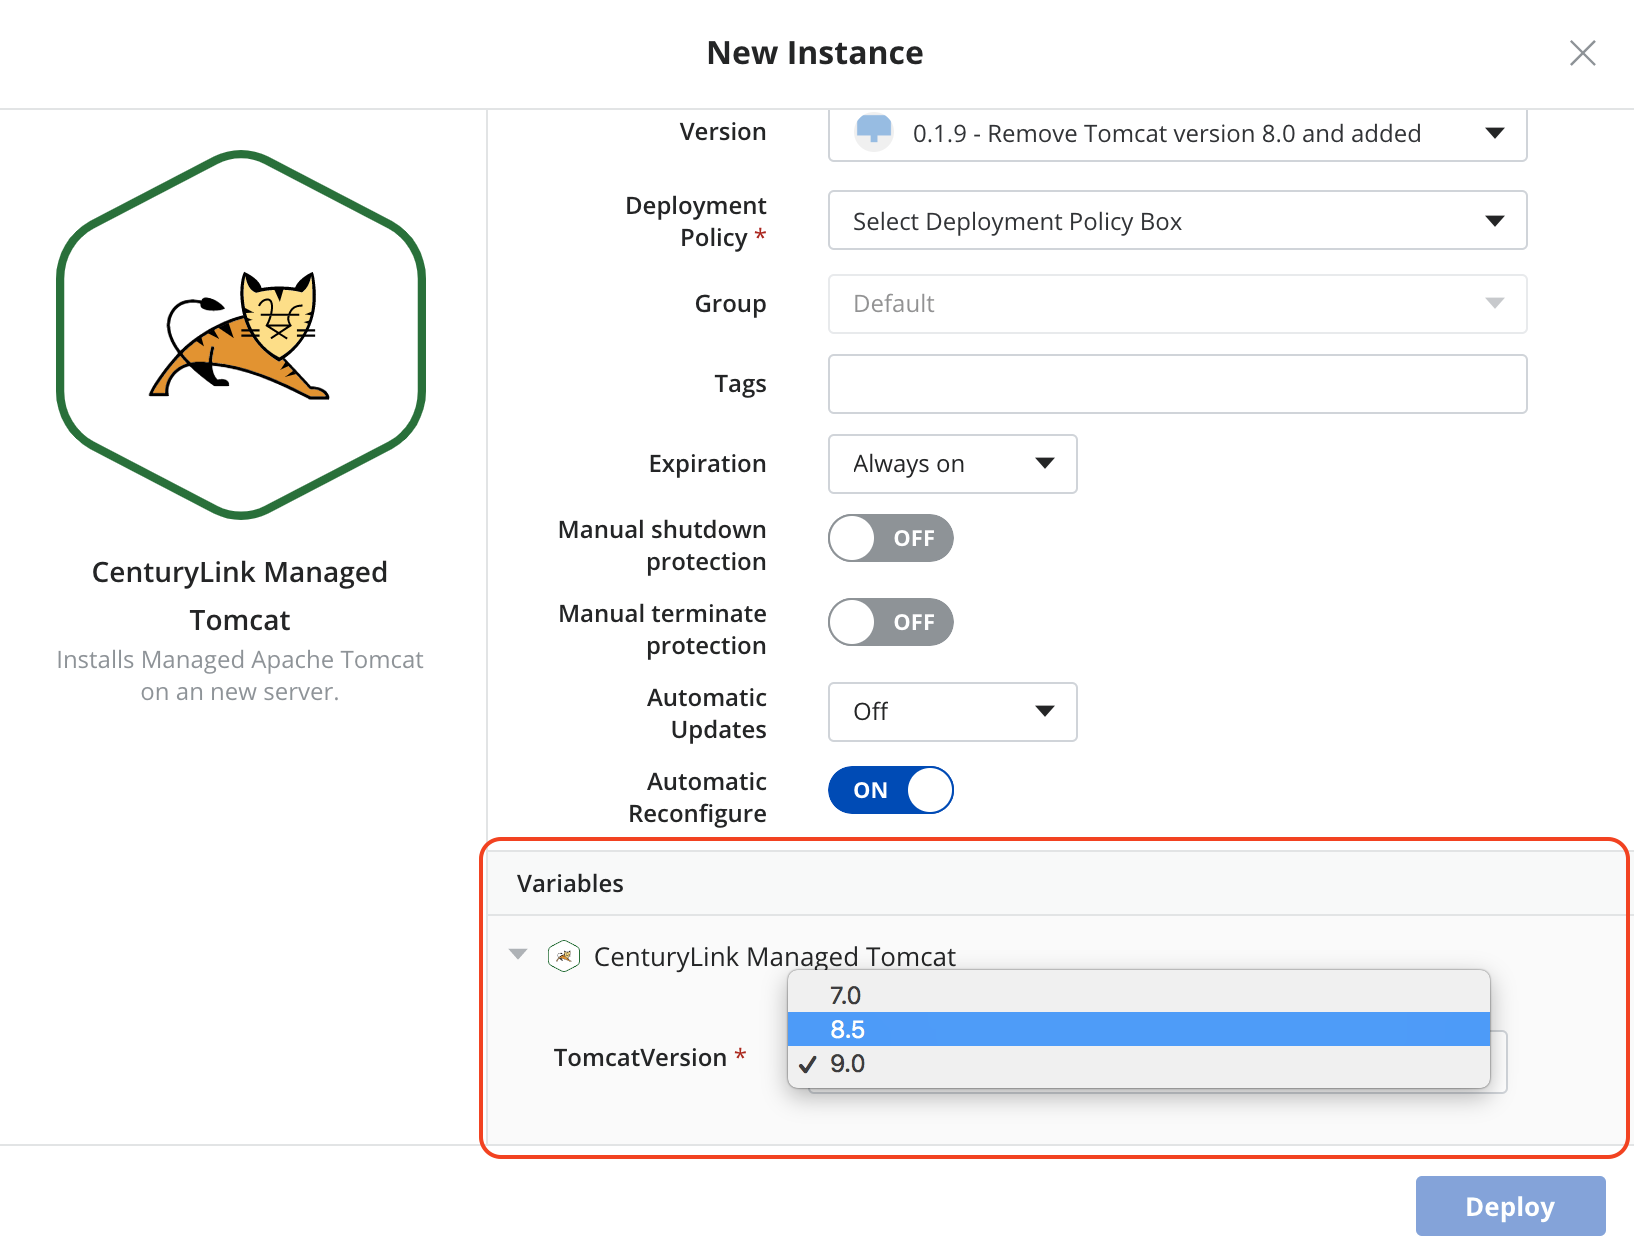 New Instance
Version
0.1.9 - Remove Tomcat version 8.0 and added
Deployment
Policy *
Select Deployment Policy Box
Group
Default
Tags
Expiration
Always on
Manual shutdown
protection
OFF
Manual terminate
protection
OFF
Automatic
Updates
Off
Automatic
Reconfigure
ON
CenturyLink Managed
Tomcat
Installs Managed Apache Tomcat
on an new server.
Variables
CenturyLink Managed Tomcat
TomcatVersion *
7.0
8.5
9.0
Deploy